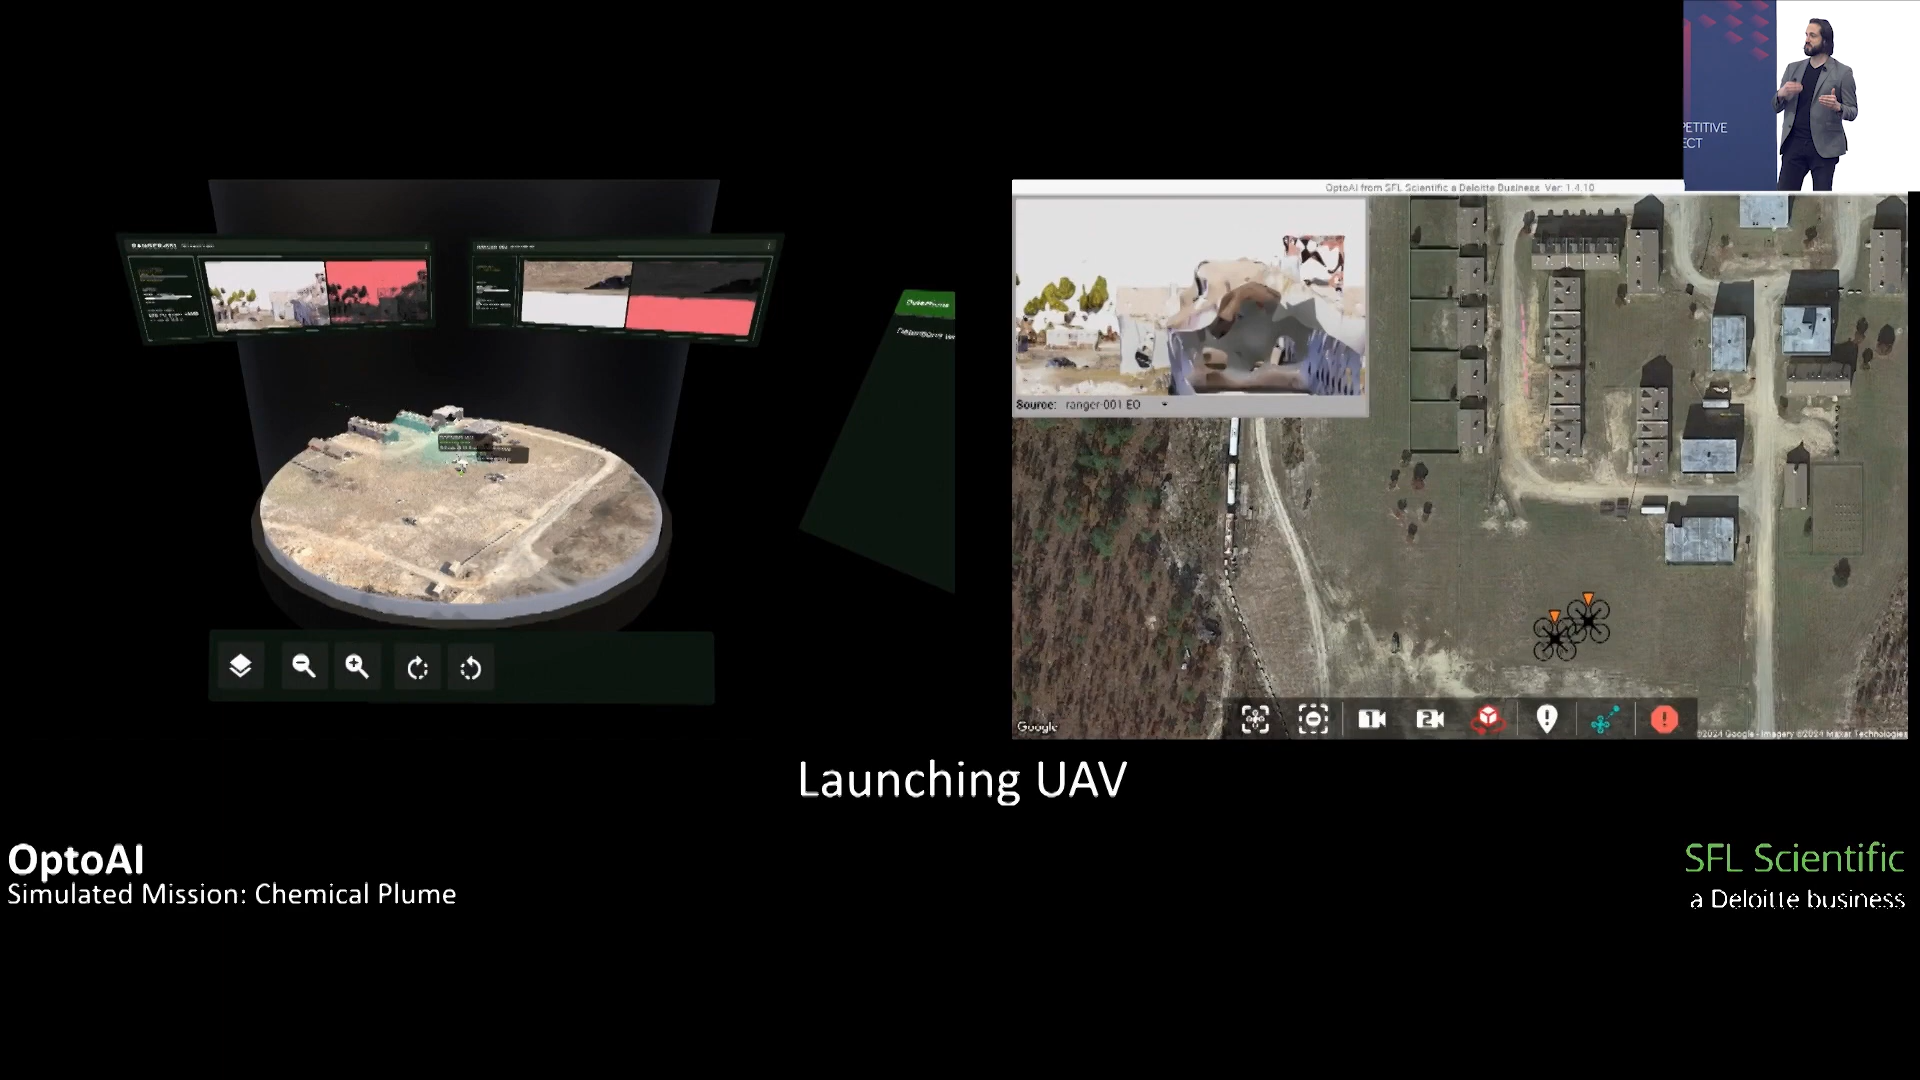 PETITIVE
ECT
OptoAI from SFL Scientific a Deloitte Business Ver: 1.4.10
Source: ranger-001 EO
Google
©2024 Google - Imagery ©2024 Maxar Technologies
Launching UAV
OptoAI
Simulated Mission: Chemical Plume
SFL Scientific
a Deloitte business